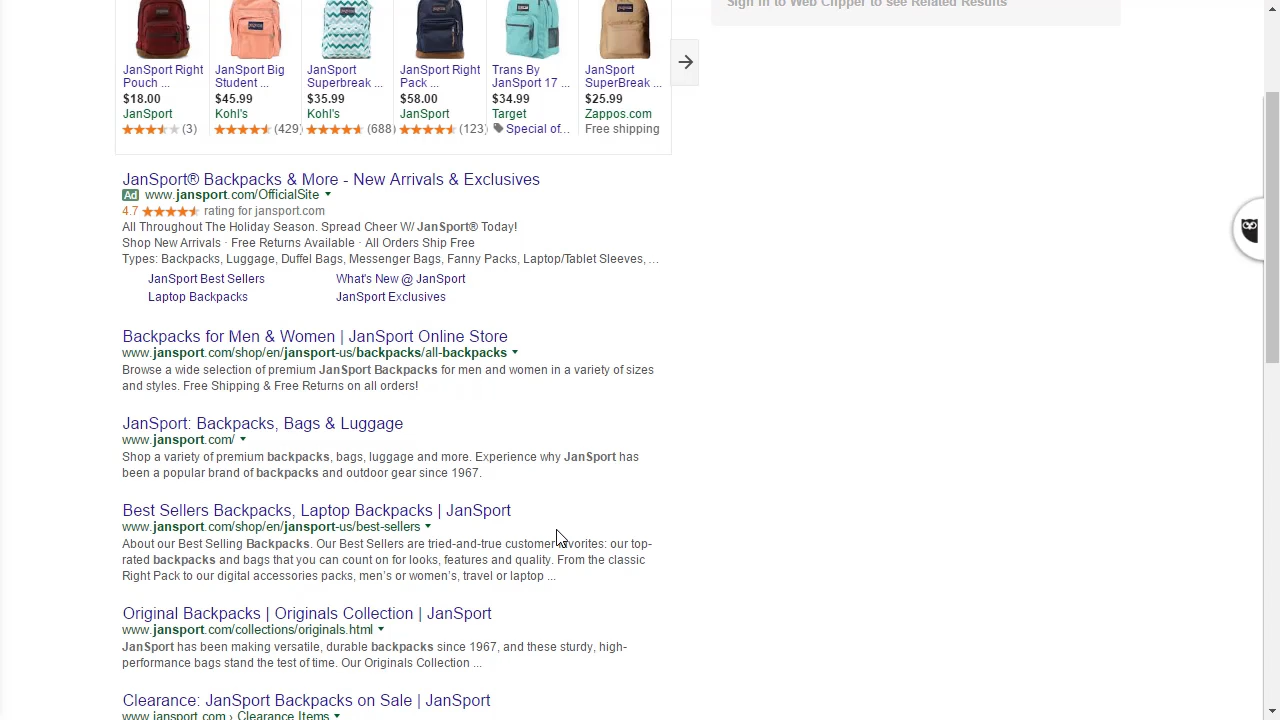 Sign in to Web Clipper to see Related Results
JanSport Right Pouch ...
$18.00
JanSport
(3)
JanSport Big Student ...
$45.99
Kohl's
(429)
JanSport Superbreak ...
$35.99
Kohl's
(688)
JanSport Right Pack ...
$58.00
JanSport
(123)
Trans By JanSport 17 ...
$34.99
Target
Special of...
JanSport SuperBreak ...
$25.99
Zappos.com
Free shipping
JanSport® Backpacks & More - New Arrivals & Exclusives
Ad www.jansport.com/OfficialSite
4.7 rating for jansport.com
All Throughout The Holiday Season. Spread Cheer W/ JanSport® Today!
Shop New Arrivals · Free Returns Available · All Orders Ship Free
Types: Backpacks, Luggage, Duffel Bags, Messenger Bags, Fanny Packs, Laptop/Tablet Sleeves, ...
JanSport Best Sellers What's New @ JanSport
Laptop Backpacks JanSport Exclusives
Backpacks for Men & Women | JanSport Online Store
www.jansport.com/shop/en/jansport-us/backpacks/all-backpacks
Browse a wide selection of premium JanSport Backpacks for men and women in a variety of sizes
and styles. Free Shipping & Free Returns on all orders!
JanSport: Backpacks, Bags & Luggage
www.jansport.com/
Shop a variety of premium backpacks, bags, luggage and more. Experience why JanSport has
been a popular brand of backpacks and outdoor gear since 1967.
Best Sellers Backpacks, Laptop Backpacks | JanSport
www.jansport.com/shop/en/jansport-us/best-sellers
About our Best Selling Backpacks. Our Best Sellers are tried-and-true customer favorites: our top-
rated backpacks and bags that you can count on for looks, features and quality. From the classic
Right Pack to our digital accessories packs, men's or women's, travel or laptop ...
Original Backpacks | Originals Collection | JanSport
www.jansport.com/collections/originals.html
JanSport has been making versatile, durable backpacks since 1967, and these sturdy, high-
performance bags stand the test of time. Our Originals Collection ...
Clearance: JanSport Backpacks on Sale | JanSport
www.jansport.com › Clearance Items